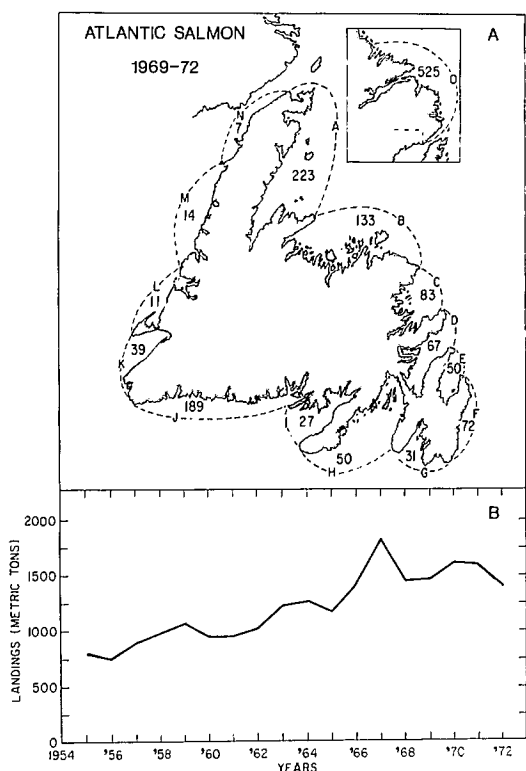 ATLANTIC SALMON
1969-72
A
525
O
N
7
A
223
M
14
133
B
L
11
C
83
D
67
E
50
K
39
F
72
J
189
I
27
H
50
G
31
B
LANDINGS (METRIC TONS)
2000
1500
1000
500
0
1954 '56 '58 '60 '62 '64 '66 '68 '70 '72
YEARS